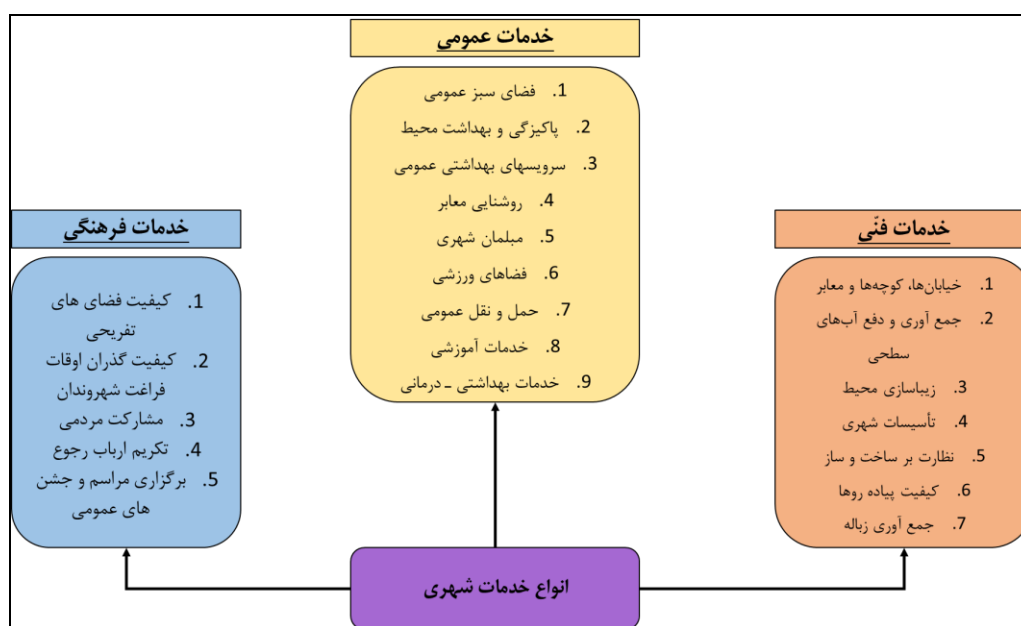 خدمات عمومی
1. فضای سبز عمومی
2. پاکیزگی و بهداشت محیط
3. سرویسهای بهداشتی عمومی
4. روشنایی معابر
5. مبلمان شهری
6. فضاهای ورزشی
7. حمل و نقل عمومی
8. خدمات آموزشی
9. خدمات بهداشتی ـ درمانی
خدمات فنّی
1. خیابان‌ها، کوچه‌ها و معابر
2. جمع آوری و دفع آب‌های
سطحی
3. زیباسازی محیط
4. تأسیسات شهری
5. نظارت بر ساخت و ساز
6. کیفیت پیاده روها
7. جمع آوری زباله
خدمات فرهنگی
1. کیفیت فضای های
تفریحی
2. کیفیت گذران اوقات
فراغت شهروندان
3. مشارکت مردمی
4. تکریم ارباب رجوع
5. برگزاری مراسم و جشن
های عمومی
انواع خدمات شهری